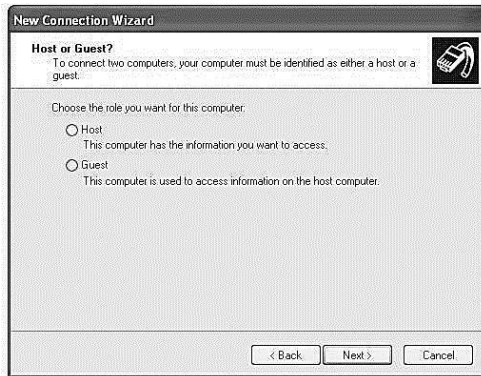 New Connection Wizard
Host or Guest?
To connect two computers, your computer must be identified as either a host or a
guest.
Choose the role you want for this computer:
Host
This computer has the information you want to access.
Guest
This computer is used to access information on the host computer.
< Back
Next >
Cancel